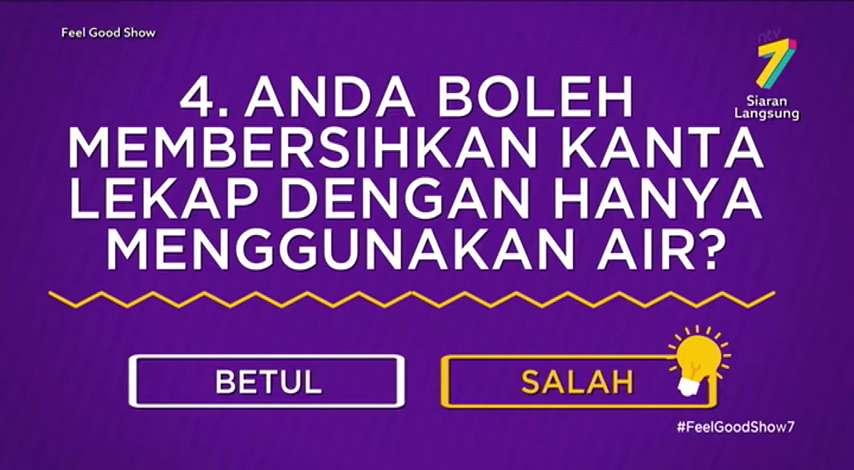 Feel Good Show
ntv
7
Siaran
Langsung
4. ANDA BOLEH
MEMBERSIHKAN KANTA
LEKAP DENGAN HANYA
MENGGUNAKAN AIR?
BETUL
SALAH
#FeelGoodShow7